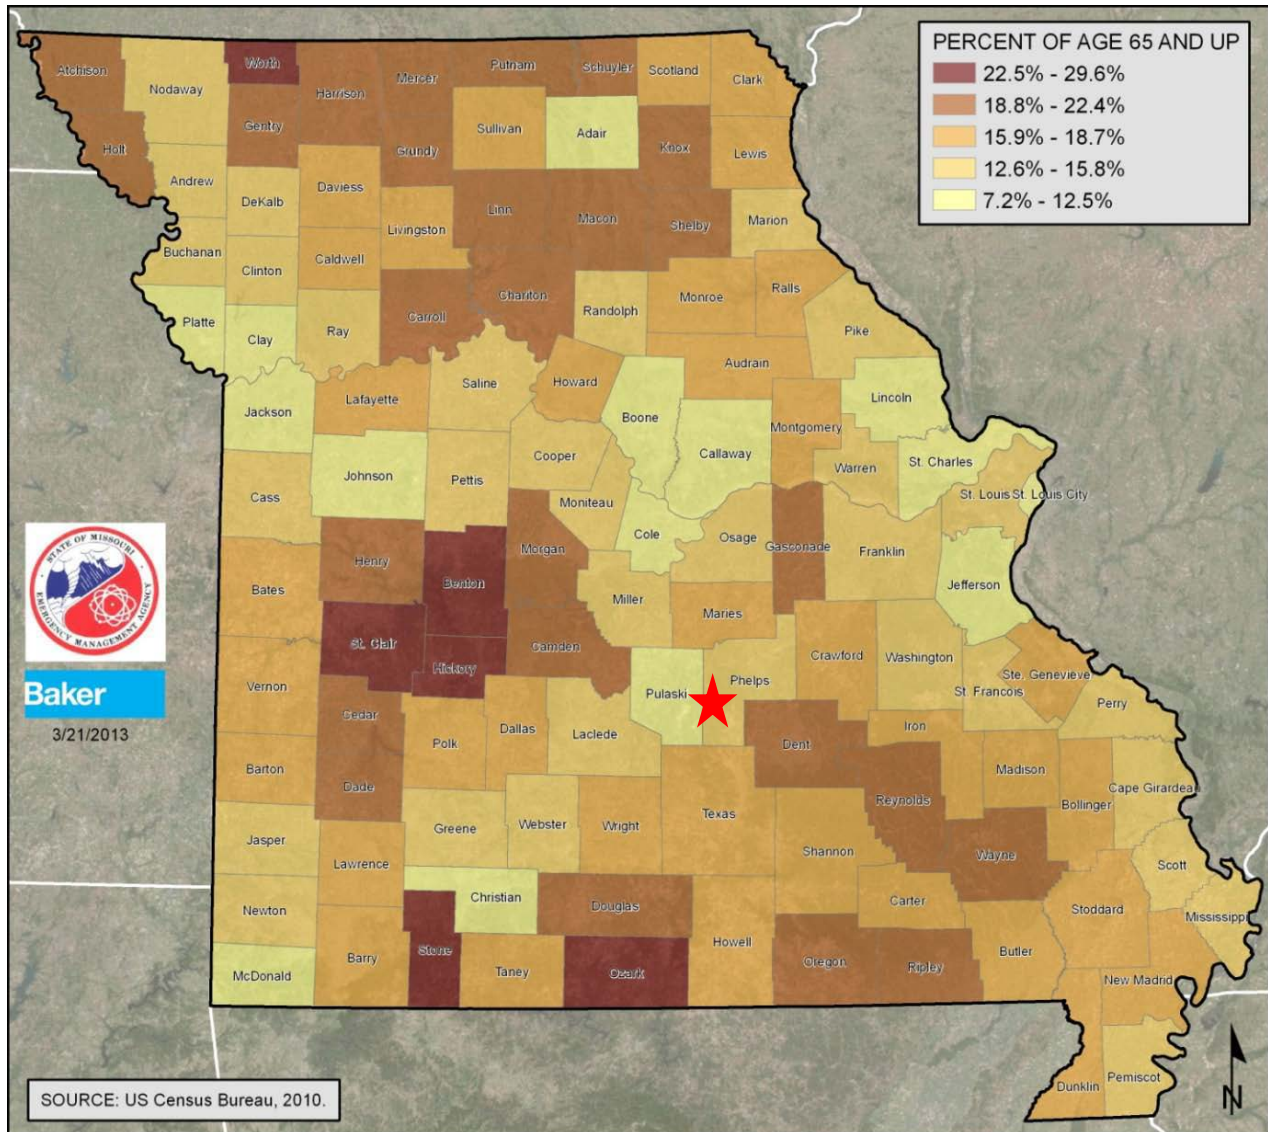 PERCENT OF AGE 65 AND UP
22.5% - 29.6%
18.8% - 22.4%
15.9% - 18.7%
12.6% - 15.8%
7.2% - 12.5%
Atchison
Nodaway
Worth
Harrison
Mercer
Putnam
Schuyler
Scotland
Clark
Holt
Gentry
Grundy
Sullivan
Adair
Knox
Lewis
Andrew
DeKalb
Daviess
Livingston
Linn
Macon
Shelby
Marion
Buchanan
Clinton
Caldwell
Carroll
Chariton
Randolph
Monroe
Ralls
Platte
Clay
Ray
Saline
Howard
Audrain
Pike
Jackson
Lafayette
Boone
Callaway
Montgomery
Lincoln
Johnson
Pettis
Cooper
Warren
St. Charles
Cass
Moniteau
Cole
Osage
Gasconade
Franklin
St. Louis
St. Louis City
STATE OF MISSOURI
EMERGENCY MANAGEMENT AGENCY
Bates
Henry
Benton
Morgan
Miller
Maries
Jefferson
St. Clair
Hickory
Camden
Pulaski
Phelps
Crawford
Washington
Ste. Genevieve
St. Francois
Perry
Baker
3/21/2013
Vernon
Cedar
Polk
Dallas
Laclede
Dent
Iron
Madison
Bollinger
Cape Girardeau
Barton
Dade
Greene
Webster
Wright
Texas
Shannon
Reynolds
Wayne
Scott
Jasper
Lawrence
Christian
Douglas
Carter
Stoddard
Mississippi
Newton
Barry
Stone
Taney
Ozark
Howell
Oregon
Ripley
Butler
New Madrid
McDonald
Dunklin
Pemiscot
SOURCE: US Census Bureau, 2010.
N